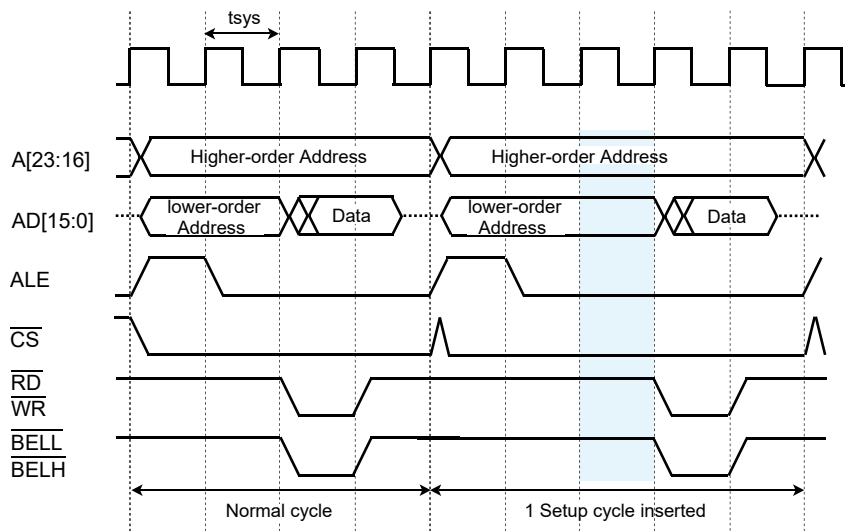 tsys
A[23:16]
Higher-order Address
Higher-order Address
AD[15:0]
lower-order
Address
Data
lower-order
Address
Data
ALE
CS
RD
WR
BELL
BELH
Normal cycle
1 Setup cycle inserted